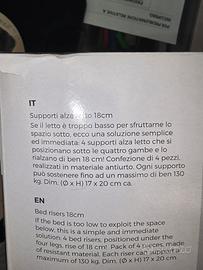 IT
Supporti alza letto 18cm
Se il letto è troppo basso per sfruttarne lo
spazio sotto, ecco una soluzione semplice
ed immediata: 4 supporti alza letto che si
posizionano sotto le quattro gambe e lo
rialzano di ben 18 cm! Confezione di 4 pezzi,
realizzati in materiale antiurto. Ogni supporto
può sostenere fino ad un massimo di ben 130
kg. Dim. (Ø x H) 17 x 20 cm ca.
EN
Bed risers 18cm
If the bed is too low to exploit the space
below, this is a simple and immediate
solution: 4 bed risers, positioned under the
four legs, rise of 18 cm! Pack of 4 pieces, made
of resistant material. Each riser can support a
maximum of 130 kg. Dim. (Ø x H) 17 x 20 cm